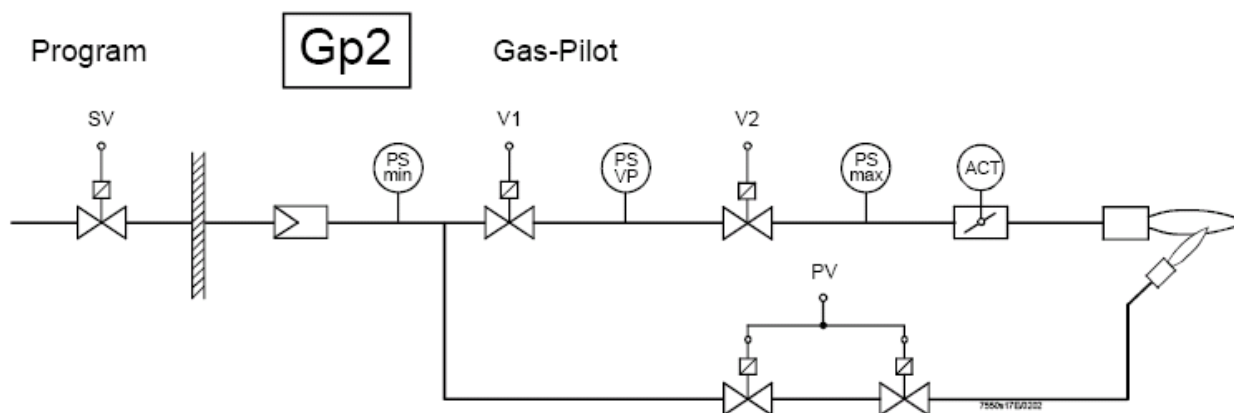 Program Gp2 Gas-Pilot
SV V1 V2
PS
min
PS
VP
PS
max
ACT
PV